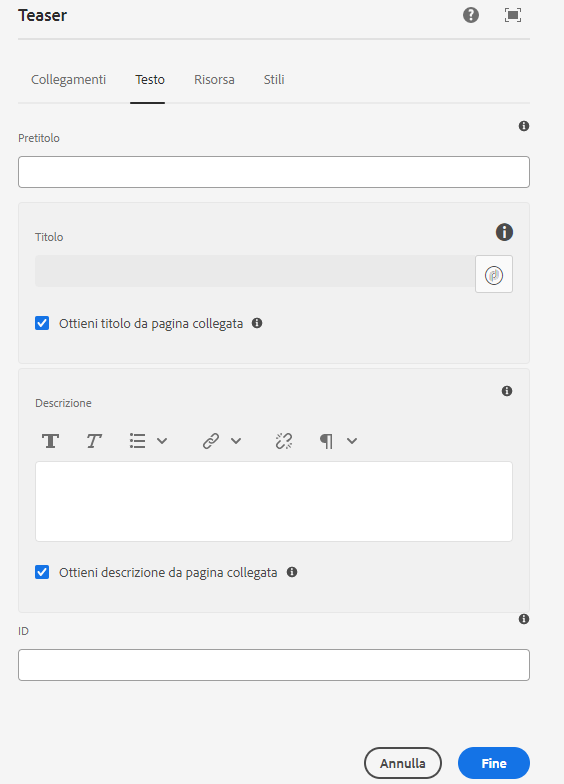 Teaser
Collegamenti Testo Risorsa Stili
Pretitolo
Titolo
Ottieni titolo da pagina collegata
Descrizione
Ottieni descrizione da pagina collegata
ID
Annulla Fine